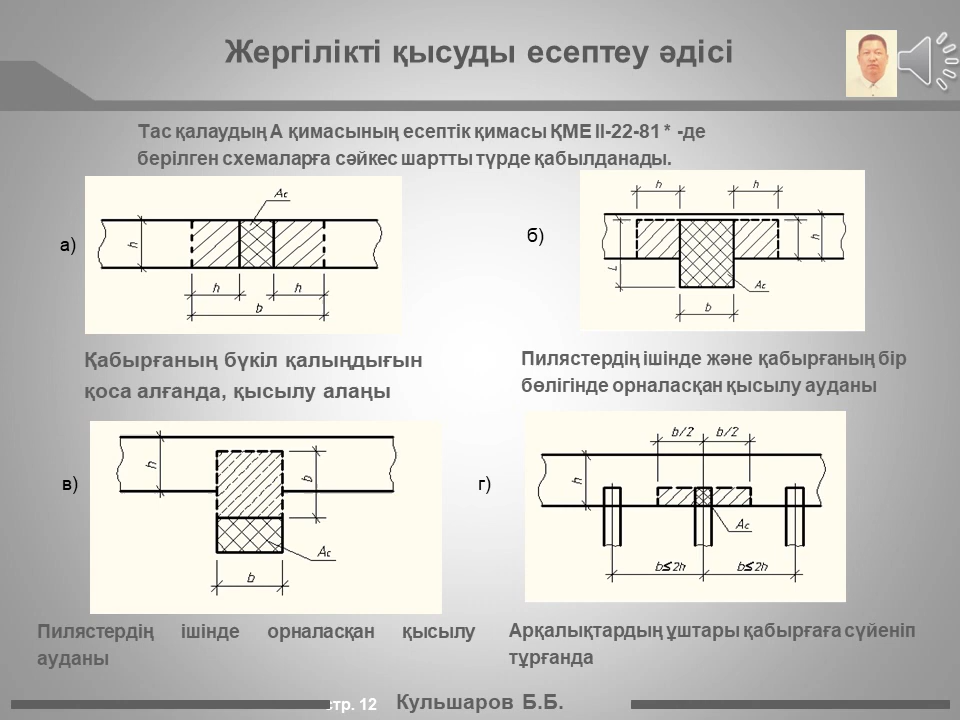 Жергілікті қысуды есептеу әдісі
Тас қалаудың А қимасының есептік қимасы ҚМЕ II-22-81* -де
берілген схемаларға сәйкес шартты түрде қабылданады.
а)
Ac
h
h
h
b
б)
h
h
h
L
Ac
b
Қабырғаның бүкіл қалыңдығын
қоса алғанда, қысылу алаңы
Пилястердің ішінде және қабырғаның бір
бөлігінде орналасқан қысылу ауданы
в)
h
b
Ac
b
г)
b/2
b/2
h
Ac
b≤2h
b≤2h
Пилястердің ішінде орналасқан қысылу
ауданы
Арқалықтардың ұштары қабырғаға сүйеніп
тұрғанда
стр. 12
Кульшаров Б.Б.